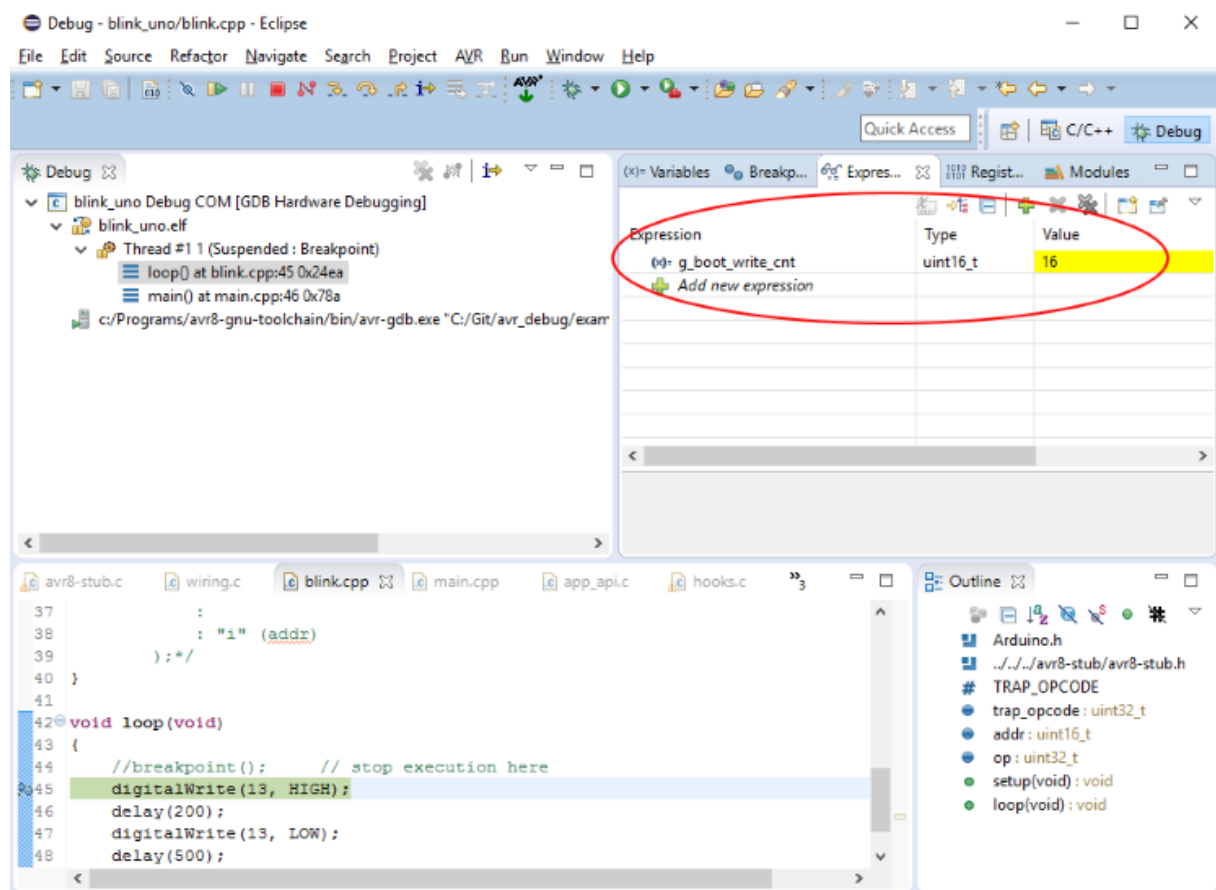 Debug - blink_uno/blink.cpp - Eclipse
File Edit Source Refactor Navigate Search Project AVR Run Window Help
010
AVR
Quick Access C/C++ Debug
Debug
blink_uno Debug COM [GDB Hardware Debugging]
blink_uno.elf
Thread #1 1 (Suspended : Breakpoint)
loop() at blink.cpp:45 0x24ea
main() at main.cpp:46 0x78a
c:/Programs/avr8-gnu-toolchain/bin/avr-gdb.exe "C:/Git/avr_debug/exam
(x)= Variables Breakp... Expres... 1010 0101 Regist... Modules
Expression Type Value
(x)= g_boot_write_cnt uint16_t 16
Add new expression
avr8-stub.c wiring.c blink.cpp main.cpp app_api.c hooks.c »3
37 :
38 : "i" (addr)
39 );*/
40 }
41
42 void loop(void)
43 {
44 //breakpoint(); // stop execution here
45 digitalWrite(13, HIGH);
46 delay(200);
47 digitalWrite(13, LOW);
48 delay(500);
Outline
Arduino.h
../../../avr8-stub/avr8-stub.h
# TRAP_OPCODE
trap_opcode : uint32_t
addr : uint16_t
op : uint32_t
setup(void) : void
loop(void) : void